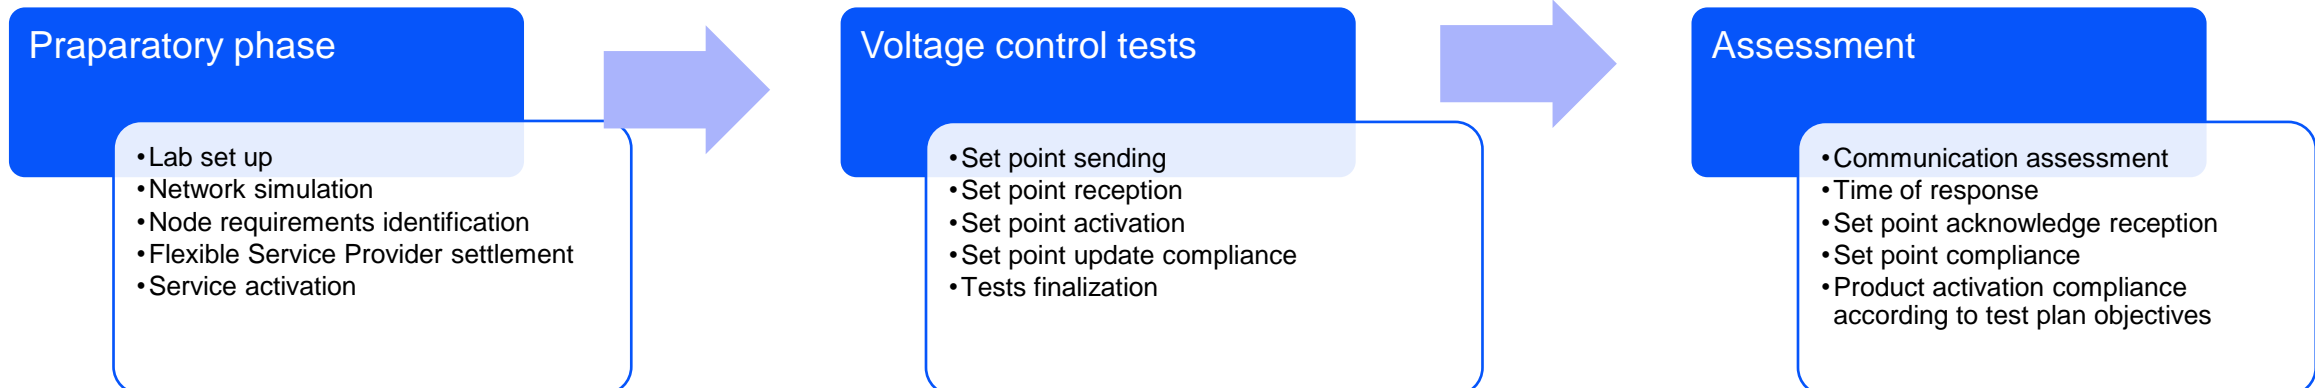 Praparatory phase
•Lab set up
•Network simulation
•Node requirements identification
•Flexible Service Provider settlement
•Service activation
Voltage control tests
•Set point sending
•Set point reception
•Set point activation
•Set point update compliance
•Tests finalization
Assessment
•Communication assessment
•Time of response
•Set point acknowledge reception
•Set point compliance
•Product activation compliance
according to test plan objectives